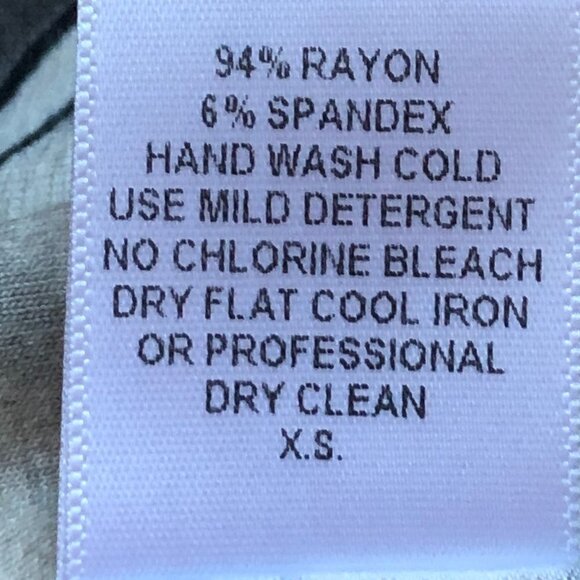 94% RAYON
6% SPANDEX
HAND WASH COLD
USE MILD DETERGENT
NO CHLORINE BLEACH
DRY FLAT COOL IRON
OR PROFESSIONAL
DRY CLEAN
X.S.